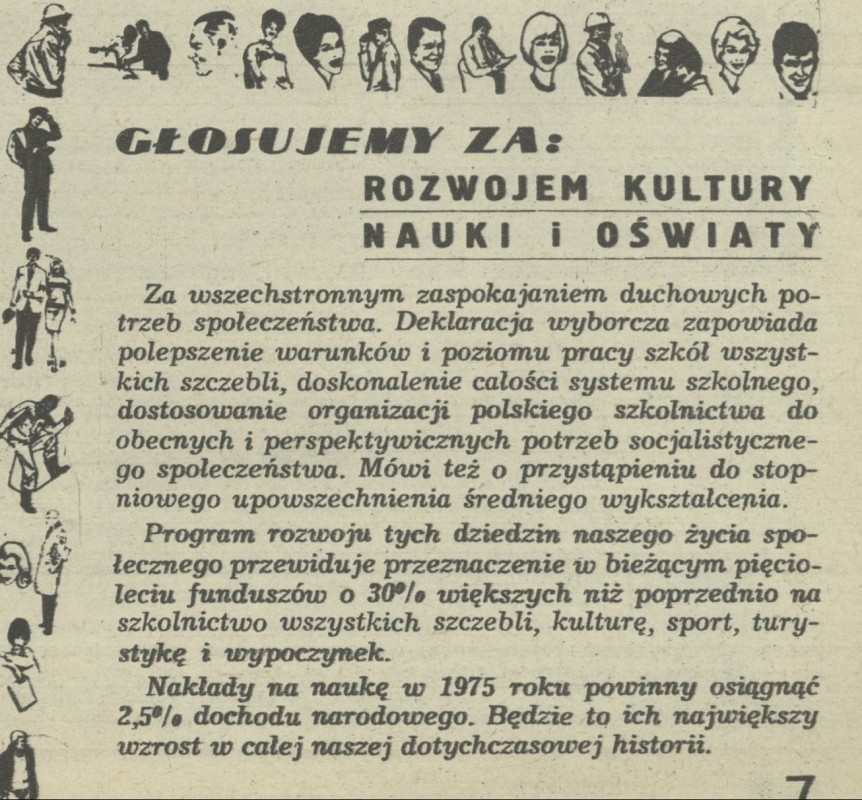 GŁOSUJEMY ZA:
ROZWOJEM KULTURY
NAUKI i OŚWIATY
Za wszechstronnym zaspokajaniem duchowych po-
trzeb społeczeństwa. Deklaracja wyborcza zapowiada
polepszenie warunków i poziomu pracy szkół wszyst-
kich szczebli, doskonalenie całości systemu szkolnego,
dostosowanie organizacji polskiego szkolnictwa do
obecnych i perspektywicznych potrzeb socjalistyczne-
go społeczeństwa. Mówi też o przystąpieniu do stop-
niowego upowszechnienia średniego wykształcenia.
Program rozwoju tych dziedzin naszego życia spo-
łecznego przewiduje przeznaczenie w bieżącym pięcio-
leciu funduszów o 30% większych niż poprzednio na
szkolnictwo wszystkich szczebli, kulturę, sport, tury-
stykę i wypoczynek.
Nakłady na naukę w 1975 roku powinny osiągnąć
2,5% dochodu narodowego. Będzie to ich największy
wzrost w całej naszej dotychczasowej historii.
7